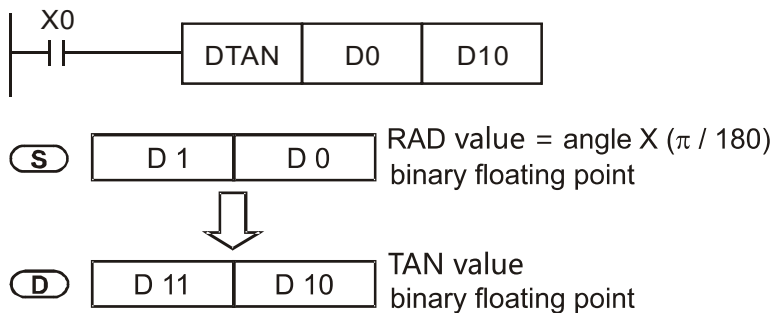 X0
DTAN D0 D10
S D 1 D 0 RAD value = angle X (π / 180)
binary floating point
D D 11 D 10 TAN value
binary floating point